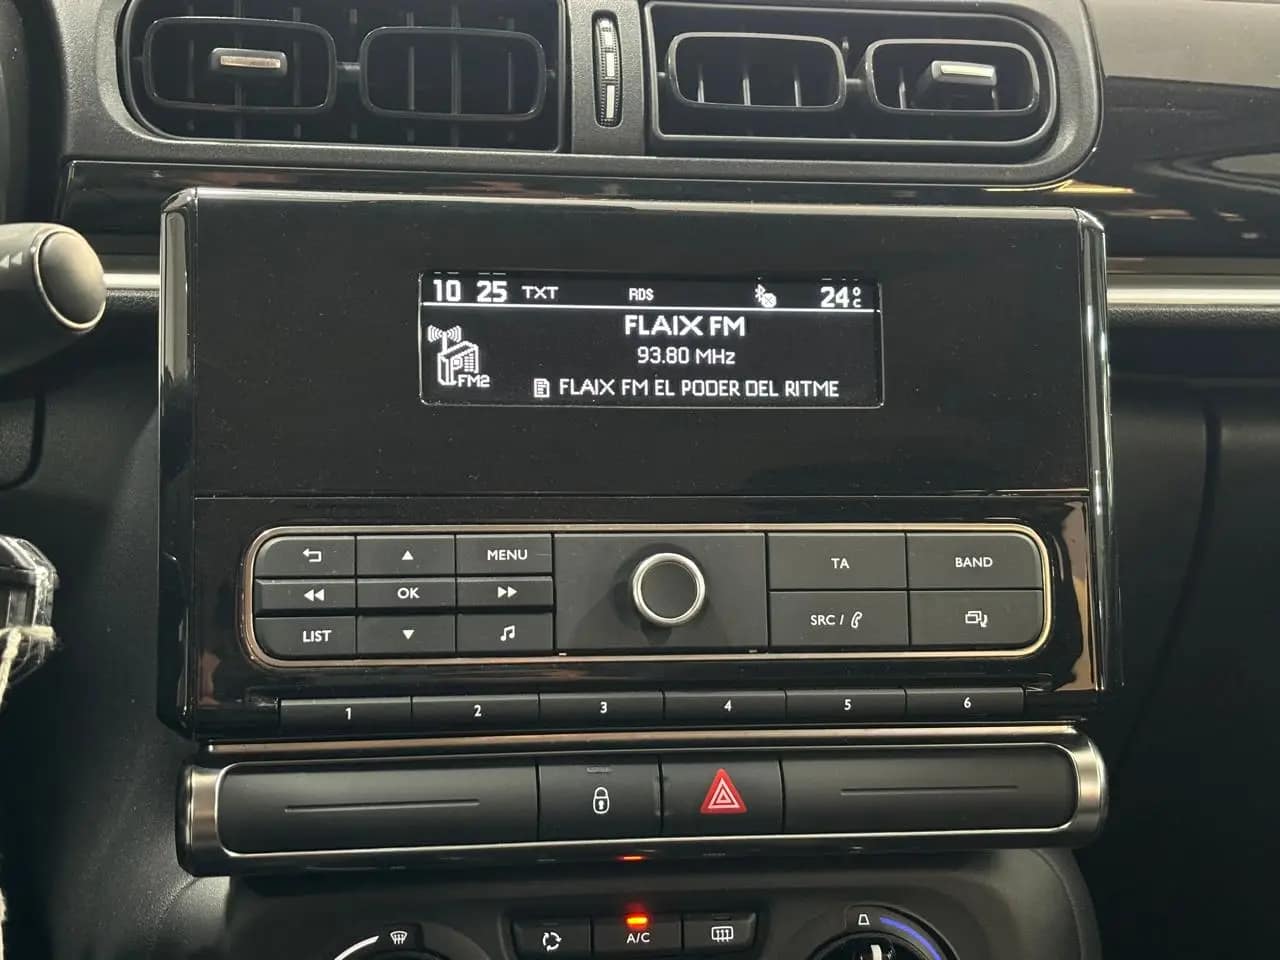 10 25 TXT RDS 24°C
FLAIX FM
93.80 MHz
FM2
FLAIX FM EL PODER DEL RITME
MENU
TA
BAND
OK
SRC /
LIST
1 2 3 4 5 6
A/C